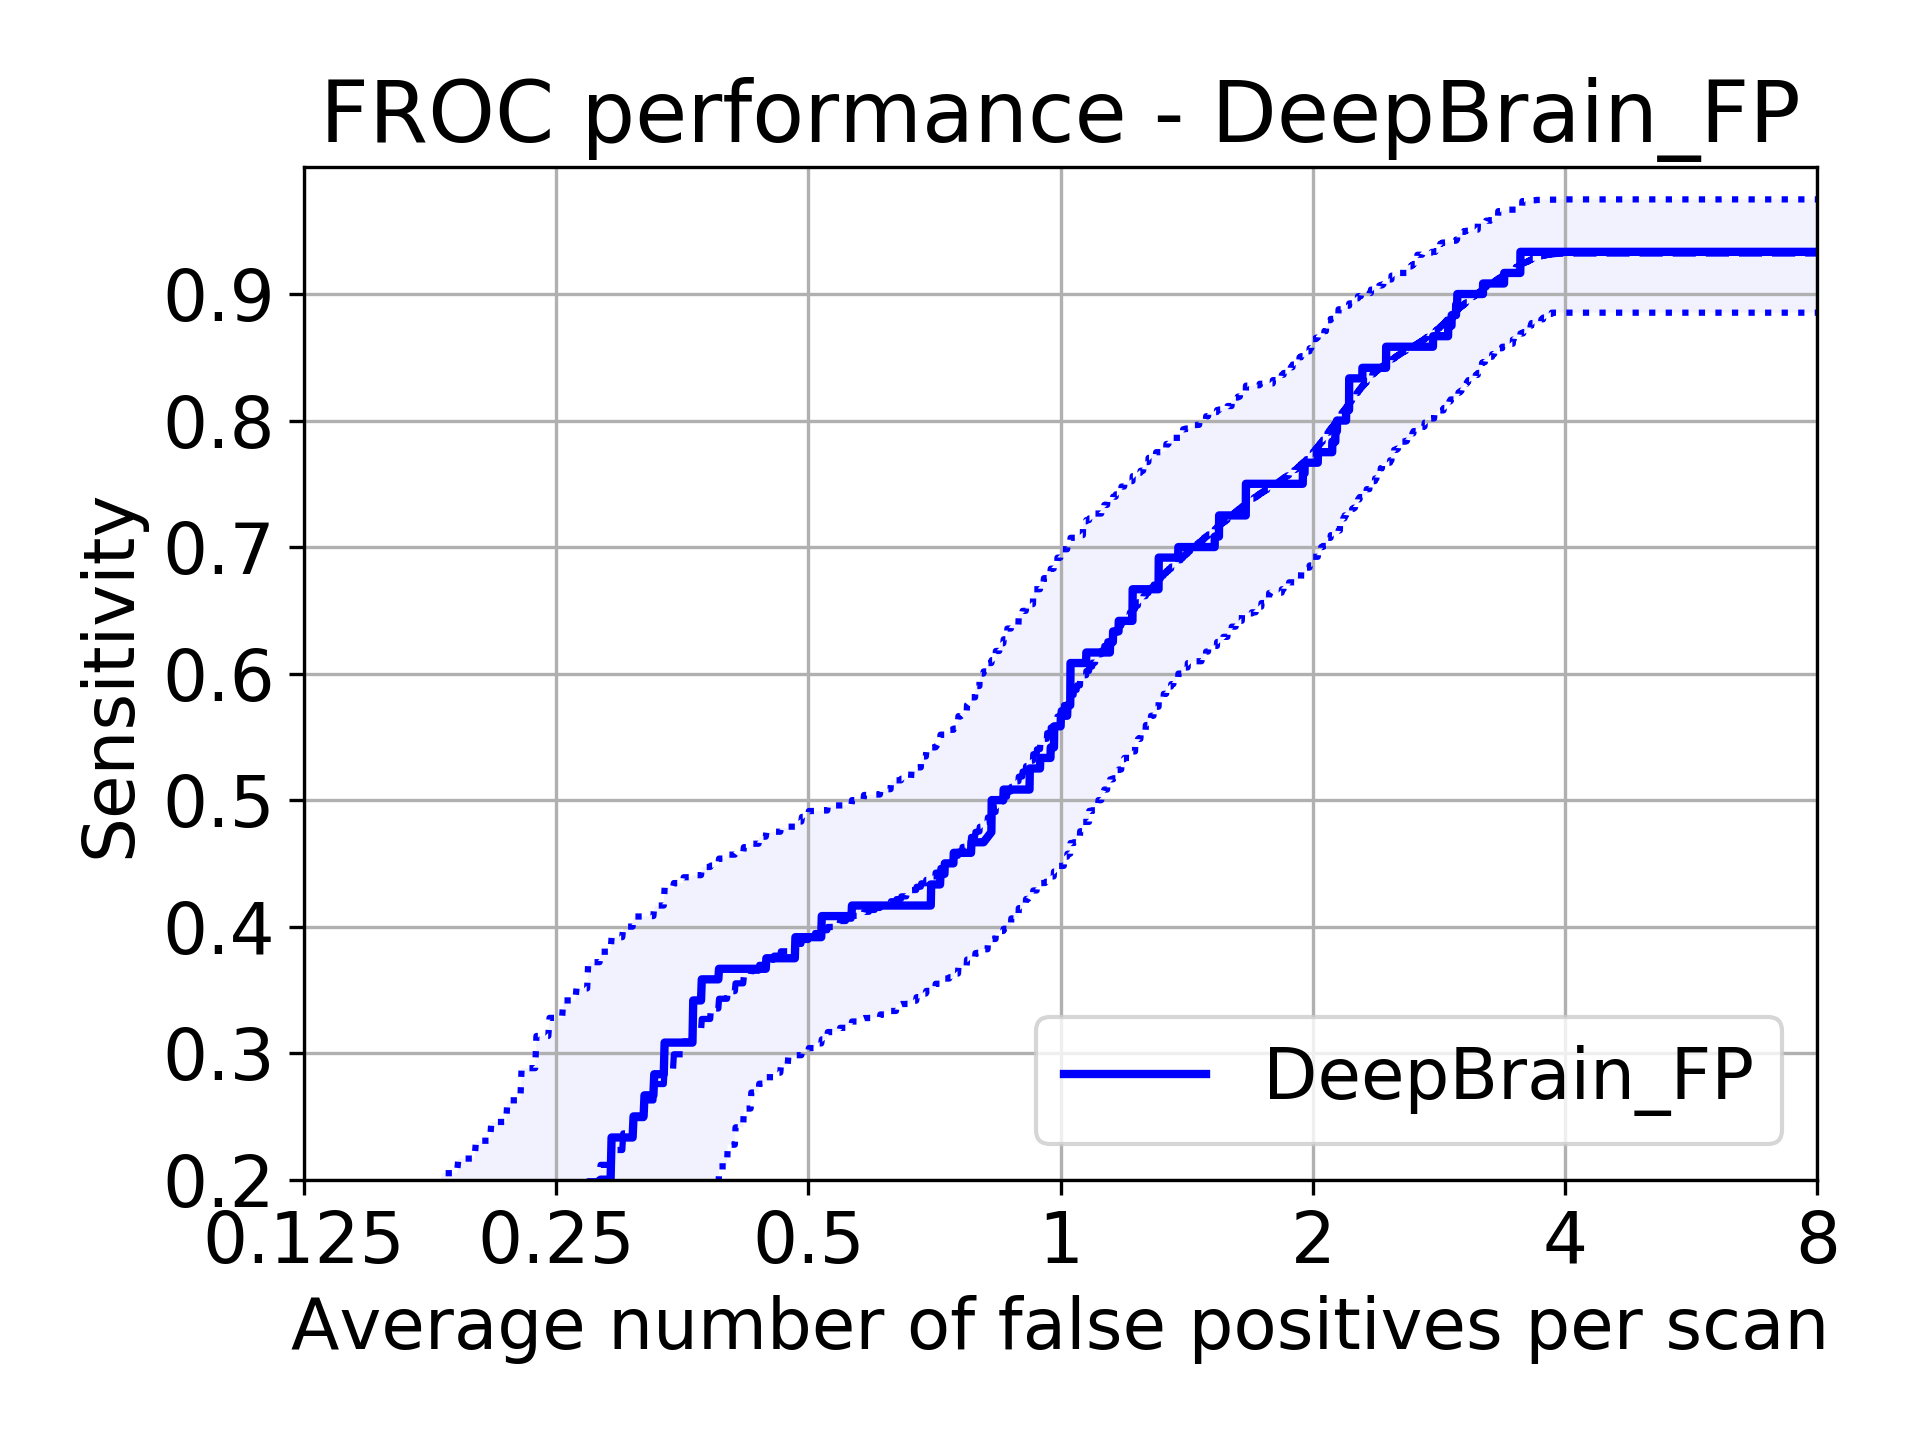 FROC performance - DeepBrain_FP
Sensitivity
0.9
0.8
0.7
0.6
0.5
0.4
0.3
0.2
DeepBrain_FP
0.125 0.25 0.5 1 2 4 8
Average number of false positives per scan